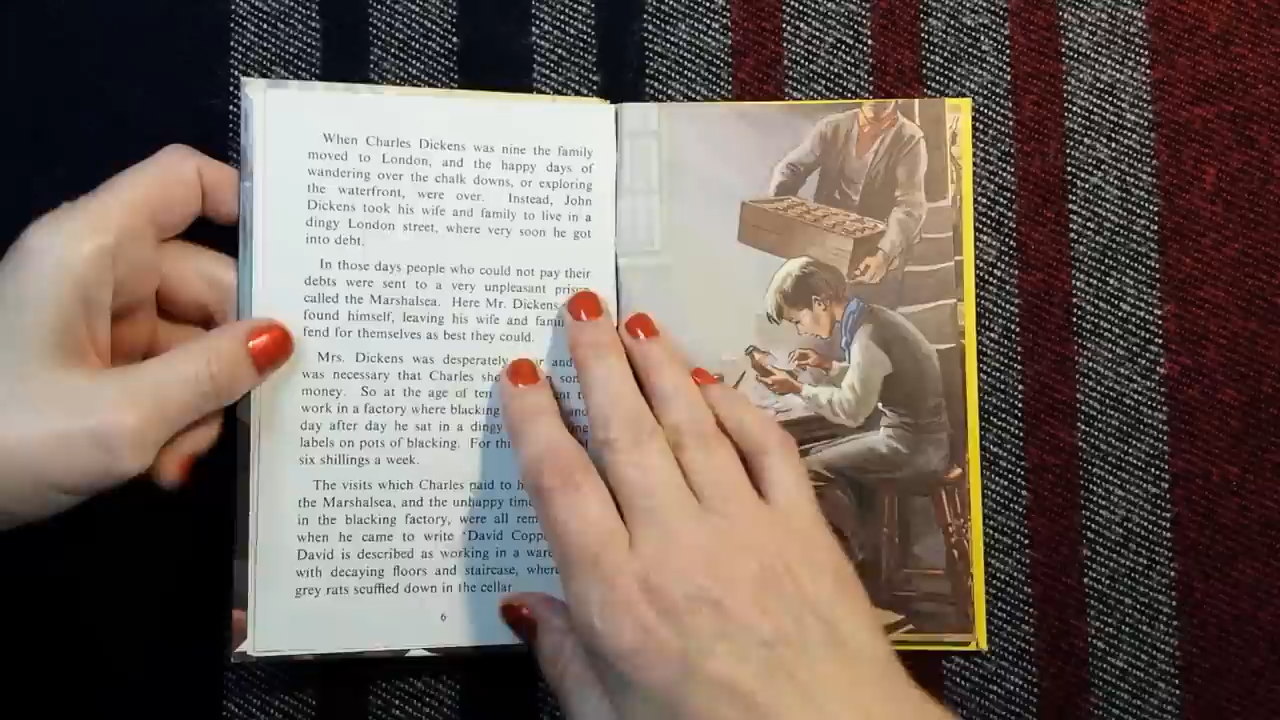 When Charles Dickens was nine the family
moved to London, and the happy days of
wandering over the chalk downs, or exploring
the waterfront, were over. Instead, John
Dickens took his wife and family to live in a
dingy London street, where very soon he got
into debt.
In those days people who could not pay their
debts were sent to a very unpleasant
called the Marshalsea. Here Mr. Dickens
found himself, leaving his wife and
fend for themselves as best they could.
Mrs. Dickens was desperately and
was necessary that Charles
money. So at the age of ten
work in a factory where blacking
day after day he sat in a dingy
labels on pots of blacking. For
six shillings a week.
The visits which Charles paid to
the Marshalsea, and the unhappy
in the blacking factory, were all
when he came to write 'David
David is described as working in a
with decaying floors and staircase,
grey rats scuffled down in the cellar
6